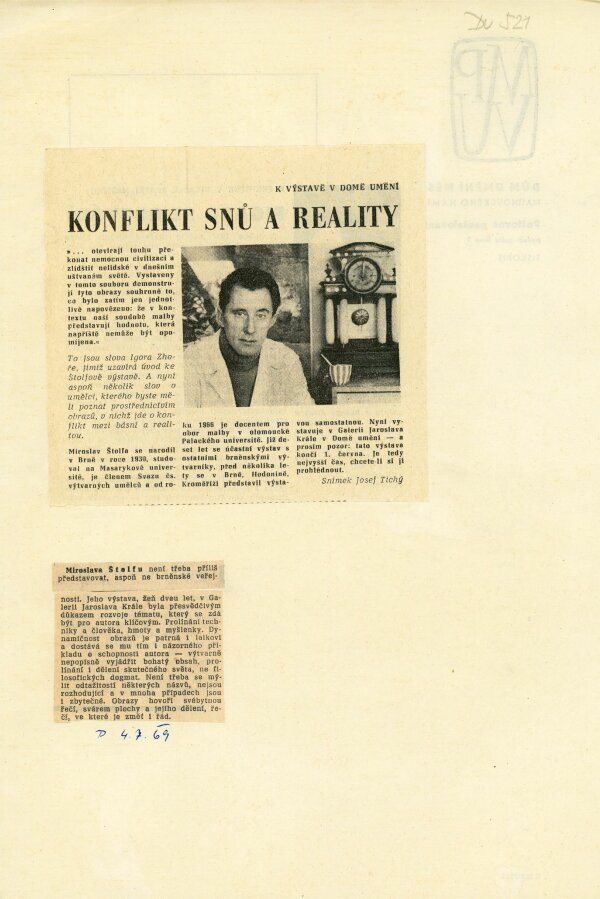 Du 521
K VÝSTAVĚ V DOMĚ UMĚNÍ
KONFLIKT SNŮ A REALITY
»... otevírají touhu pře-
konat nemocnou civilizaci a
zlidštit nelidské v dnešním
uštvaném světě. Vystaveny
v tomto souboru demonstru-
jí tyto obrazy souhrnně to,
co bylo zatím jen jednot-
livě napovězeno: že v kon-
textu naší soudobé malby
představují hodnotu, která
napříště nemůže být opo-
míjena.«
To jsou slova Igora Zho-
ře, jimiž uzavírá úvod ke
Štolfově výstavě. A nyní
aspoň několik slov o
umělci, kterého byste mě-
li poznat prostřednictvím
obrazů, v nichž jde o kon-
flikt mezi básní a reali-
tou.
Miroslav Štolfa se narodil
v Brně v roce 1930, studo-
val na Masarykově univer-
sitě, je členem Svazu čs.
výtvarných umělců a od ro-
ku 1966 je docentem pro
obor malby v olomoucké
Palackého universitě. Již de-
set let se účastní výstav s
ostatními brněnskými vý-
tvarníky, před několika le-
ty se v Brně, Hodoníně,
Kroměříži představil výsta-
vou samostatnou. Nyní vy-
stavuje v Galerii Jaroslava
Krále v Domě umění — a
prosím pozor: tato výstava
končí 1. června. Je tedy
nejvyšší čas, chcete-li si ji
prohlédnout.
Snímek Josef Tichý
Miroslava Štolfu není třeba příliš
představovat, aspoň ne brněnské veřej-
nosti. Jeho výstava, žeň dvou let, v Ga-
lerii Jaroslava Krále byla přesvědčivým
důkazem rozvoje tématu, který se zdá
být pro autora klíčovým. Prolínání tech-
niky a člověka, hmoty a myšlenky. Dy-
namičnost obrazů je patrná i laikovi
a dostává se mu tím i názorného pří-
kladu o schopnosti autora — výtvarně
nepopisně vyjádřit bohatý obsah, pro-
línání i dělení skutečného světa, ne fi-
losofických dogmat. Není třeba se mý-
lit odtažitostí některých názvů, nejsou
rozhodující a v mnoha případech jsou
i zbytečné. Obrazy hovoří svébytnou
řečí, svárem plochy a jejího dělení, ře-
čí, ve které je změť i řád.
4.7.69